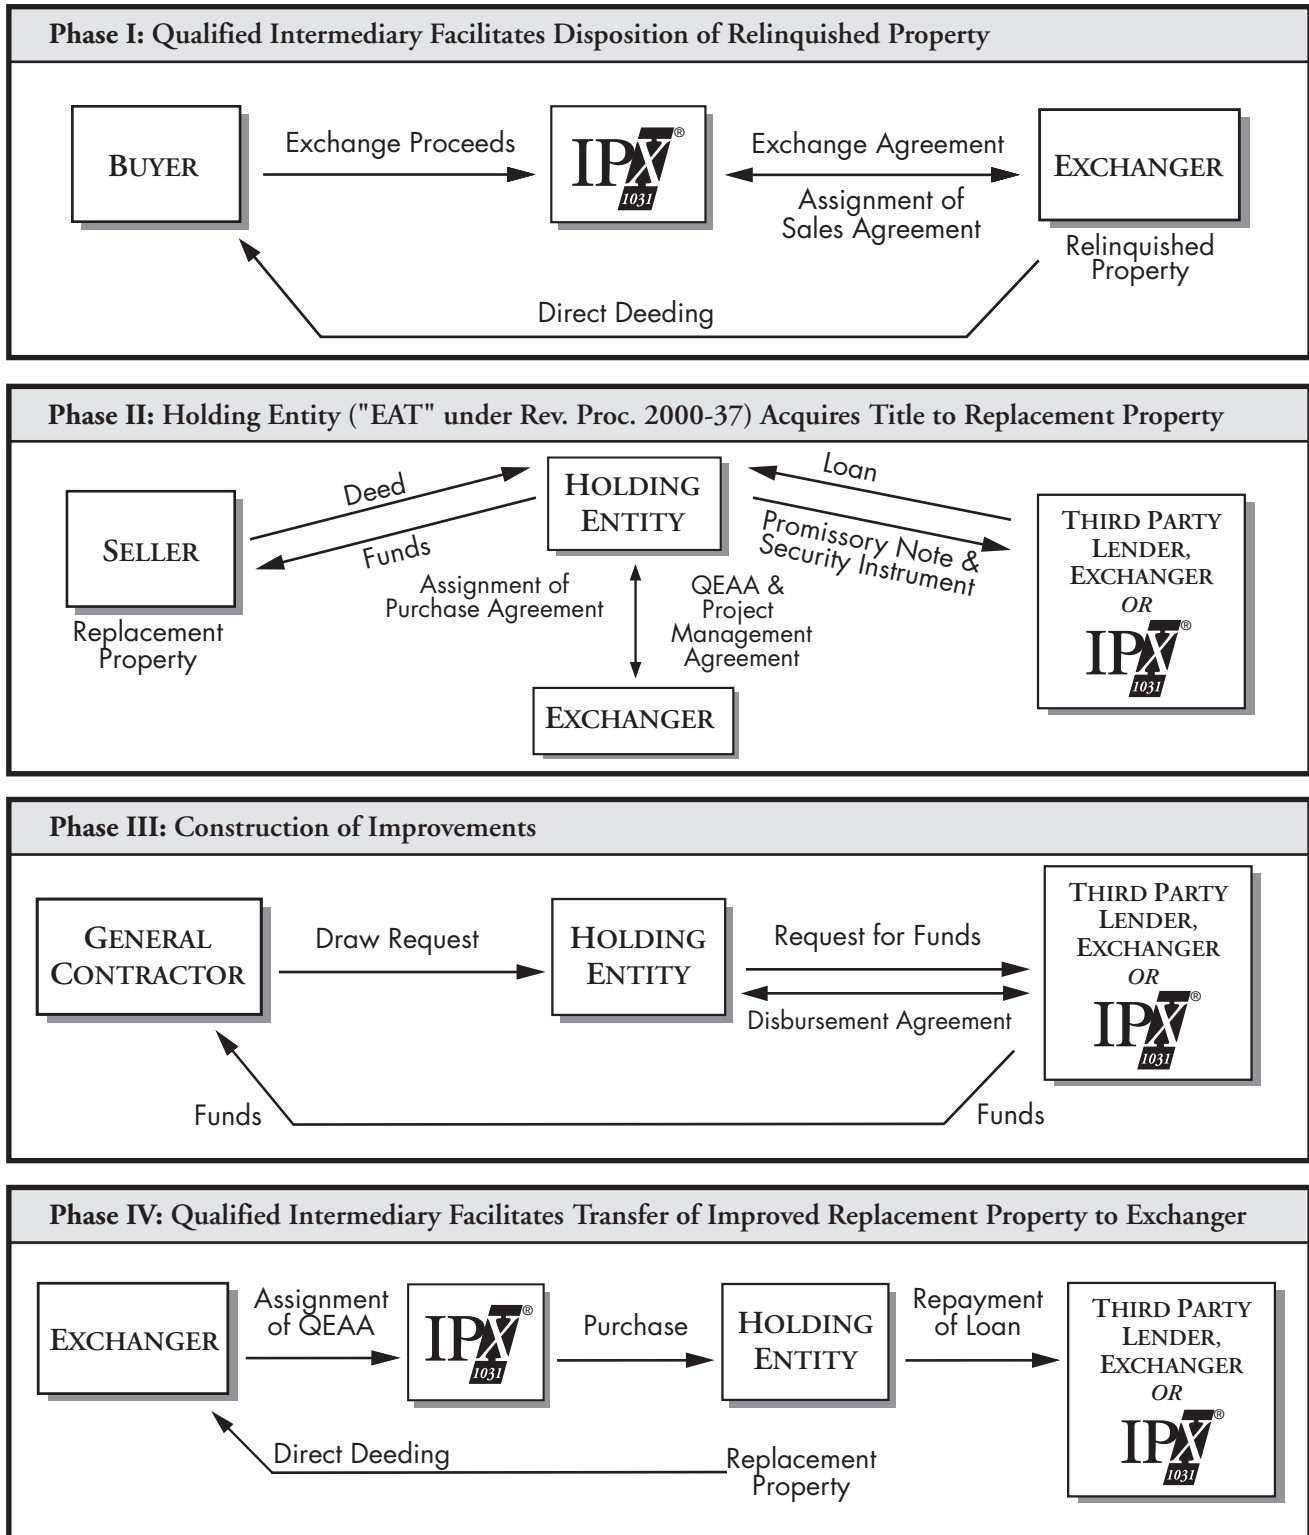 Phase I: Qualified Intermediary Facilitates Disposition of Relinquished Property
BUYER
Exchange Proceeds
IPX®
1031
Exchange Agreement
Assignment of
Sales Agreement
EXCHANGER
Relinquished
Property
Direct Deeding
Phase II: Holding Entity ("EAT" under Rev. Proc. 2000-37) Acquires Title to Replacement Property
SELLER
Replacement
Property
Deed
Funds
HOLDING
ENTITY
Loan
Promissory Note &
Security Instrument
Assignment of
Purchase Agreement
QEAA &
Project
Management
Agreement
EXCHANGER
THIRD PARTY
LENDER,
EXCHANGER
OR
IPX®
1031
Phase III: Construction of Improvements
GENERAL
CONTRACTOR
Draw Request
HOLDING
ENTITY
Request for Funds
Disbursement Agreement
THIRD PARTY
LENDER,
EXCHANGER
OR
IPX®
1031
Funds
Funds
Phase IV: Qualified Intermediary Facilitates Transfer of Improved Replacement Property to Exchanger
EXCHANGER
Assignment
of QEAA
IPX®
1031
Purchase
HOLDING
ENTITY
Repayment
of Loan
THIRD PARTY
LENDER,
EXCHANGER
OR
IPX®
1031
Direct Deeding
Replacement
Property